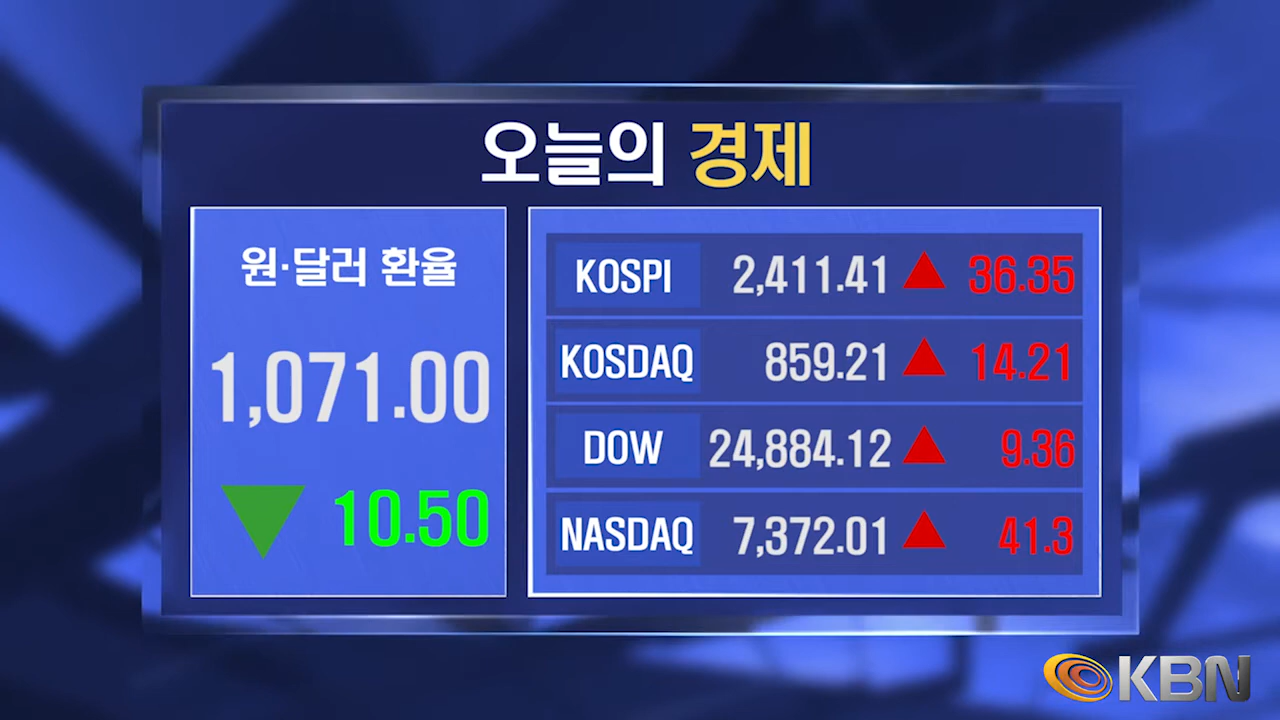 오늘의 경제
원·달러 환율
1,071.00
▼ 10.50
KOSPI 2,411.41 ▲ 36.35
KOSDAQ 859.21 ▲ 14.21
DOW 24,884.12 ▲ 9.36
NASDAQ 7,372.01 ▲ 41.3
KBN